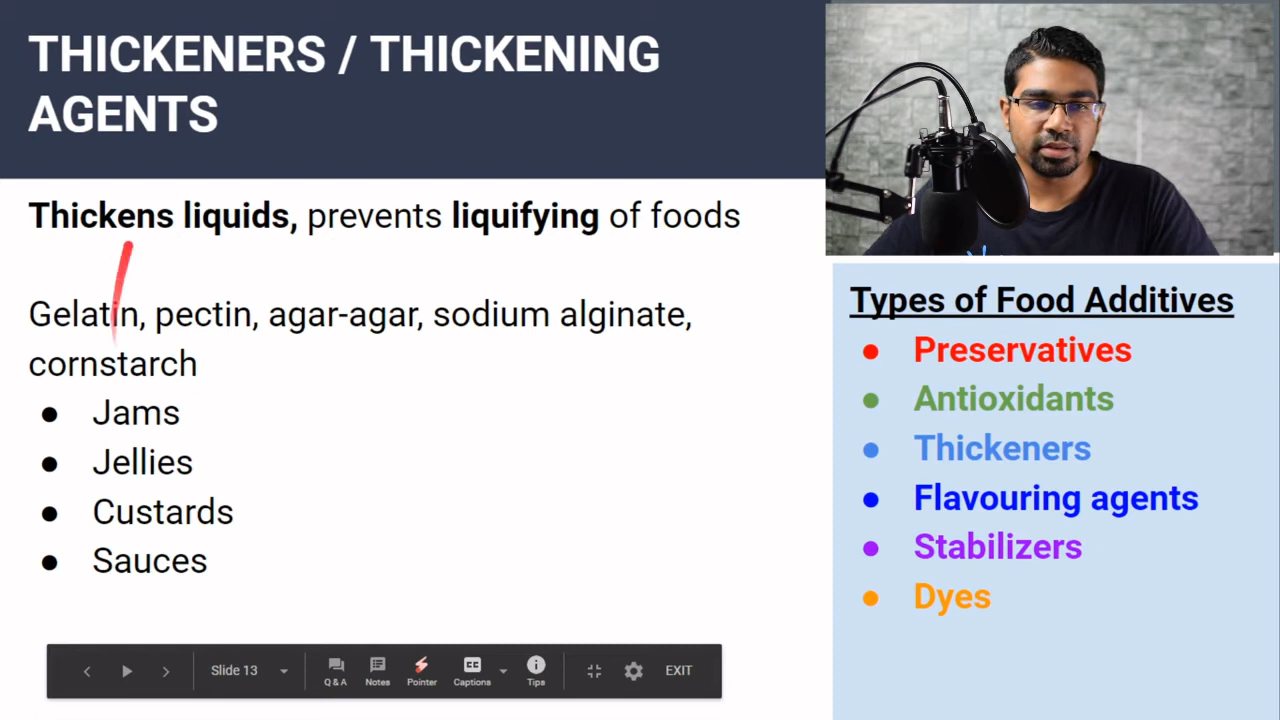 THICKENERS / THICKENING
AGENTS
Thickens liquids, prevents liquifying of foods
Gelatin, pectin, agar-agar, sodium alginate,
cornstarch
● Jams
● Jellies
● Custards
● Sauces
Types of Food Additives
● Preservatives
● Antioxidants
● Thickeners
● Flavouring agents
● Stabilizers
● Dyes
Slide 13
Q & A
Notes
Pointer
CC
Captions
Tips
EXIT